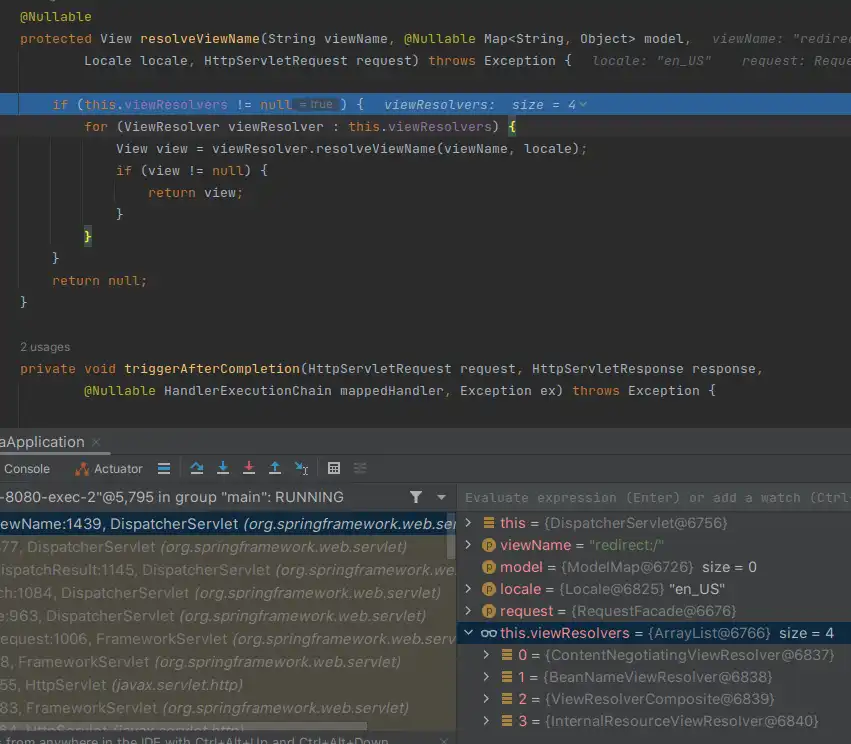 @Nullable
protected View resolveViewName(String viewName, @Nullable Map<String, Object> model, viewName: "redire
Locale locale, HttpServletRequest request) throws Exception { locale: "en_US" request: Reque
if (this.viewResolvers != null = true ) { viewResolvers: size = 4
for (ViewResolver viewResolver : this.viewResolvers) {
View view = viewResolver.resolveViewName(viewName, locale);
if (view != null) {
return view;
}
}
}
return null;
}
2 usages
private void triggerAfterCompletion(HttpServletRequest request, HttpServletResponse response,
@Nullable HandlerExecutionChain mappedHandler, Exception ex) throws Exception {
aApplication ×
Console Actuator
-8080-exec-2"@5,795 in group "main": RUNNING
ewName:1439, DispatcherServlet (org.springframework.web.ser
77, DispatcherServlet (org.springframework.web.servlet)
ispatchResult:1145, DispatcherServlet (org.springframework.we
ch:1084, DispatcherServlet (org.springframework.web.servlet)
e:963, DispatcherServlet (org.springframework.web.servlet)
equest:1006, FrameworkServlet (org.springframework.web.serv
8, FrameworkServlet (org.springframework.web.servlet)
55, HttpServlet (javax.servlet.http)
83, FrameworkServlet (org.springframework.web.servlet)
64, HttpServlet (javax.servlet.http)
s from anywhere in the IDE with Ctrl+Alt+Up and Ctrl+Alt+Down
Evaluate expression (Enter) or add a watch (Ctrl
this = {DispatcherServlet@6756}
p viewName = "redirect:/"
p model = {ModelMap@6726} size = 0
p locale = {Locale@6825} "en_US"
p request = {RequestFacade@6676}
this.viewResolvers = {ArrayList@6766} size = 4
0 = {ContentNegotiatingViewResolver@6837}
1 = {BeanNameViewResolver@6838}
2 = {ViewResolverComposite@6839}
3 = {InternalResourceViewResolver@6840}